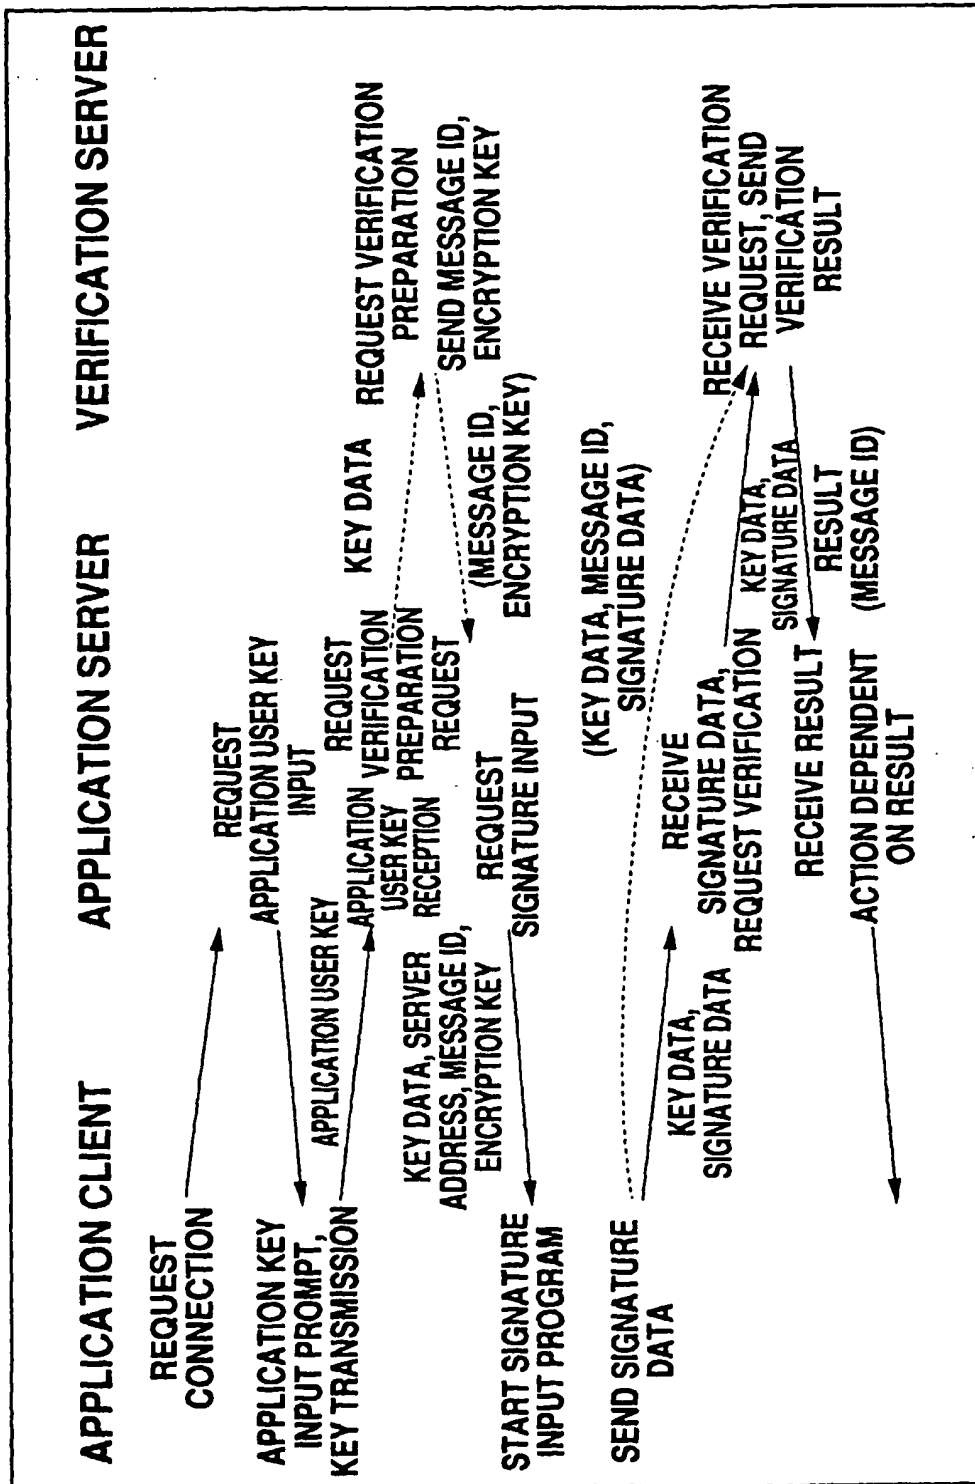 APPLICATION CLIENT
APPLICATION SERVER
VERIFICATION SERVER
REQUEST
CONNECTION
REQUEST
APPLICATION USER KEY
INPUT
APPLICATION KEY
INPUT PROMPT,
KEY TRANSMISSION
APPLICATION USER KEY
APPLICATION
USER KEY
RECEPTION
REQUEST
VERIFICATION
PREPARATION
REQUEST
KEY DATA
REQUEST VERIFICATION
PREPARATION
SEND MESSAGE ID,
ENCRYPTION KEY
(MESSAGE ID,
ENCRYPTION KEY)
KEY DATA, SERVER
ADDRESS, MESSAGE ID,
ENCRYPTION KEY
REQUEST
SIGNATURE INPUT
START SIGNATURE
INPUT PROGRAM
SEND SIGNATURE
DATA
(KEY DATA, MESSAGE ID,
SIGNATURE DATA)
KEY DATA,
SIGNATURE DATA
RECEIVE
SIGNATURE DATA,
REQUEST VERIFICATION
KEY DATA,
SIGNATURE DATA
RECEIVE VERIFICATION
REQUEST, SEND
VERIFICATION
RESULT
RESULT
(MESSAGE ID)
RECEIVE RESULT
ACTION DEPENDENT
ON RESULT